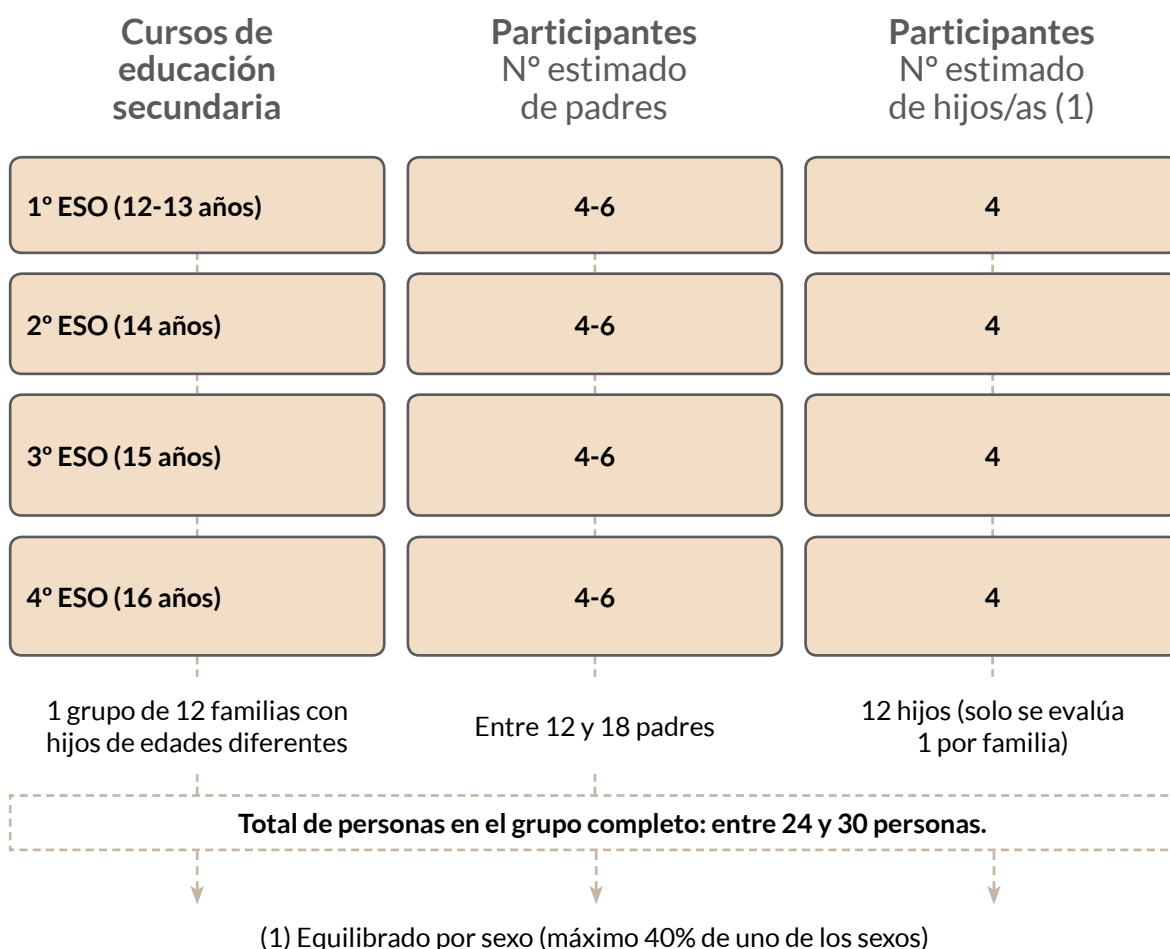 Cursos de
educación
secundaria
Participantes
Nº estimado
de padres
Participantes
Nº estimado
de hijos/as (1)
1º ESO (12-13 años)
4-6
4
2º ESO (14 años)
4-6
4
3º ESO (15 años)
4-6
4
4º ESO (16 años)
4-6
4
1 grupo de 12 familias con
hijos de edades diferentes
Entre 12 y 18 padres
12 hijos (solo se evalúa
1 por familia)
Total de personas en el grupo completo: entre 24 y 30 personas.
(1) Equilibrado por sexo (máximo 40% de uno de los sexos)